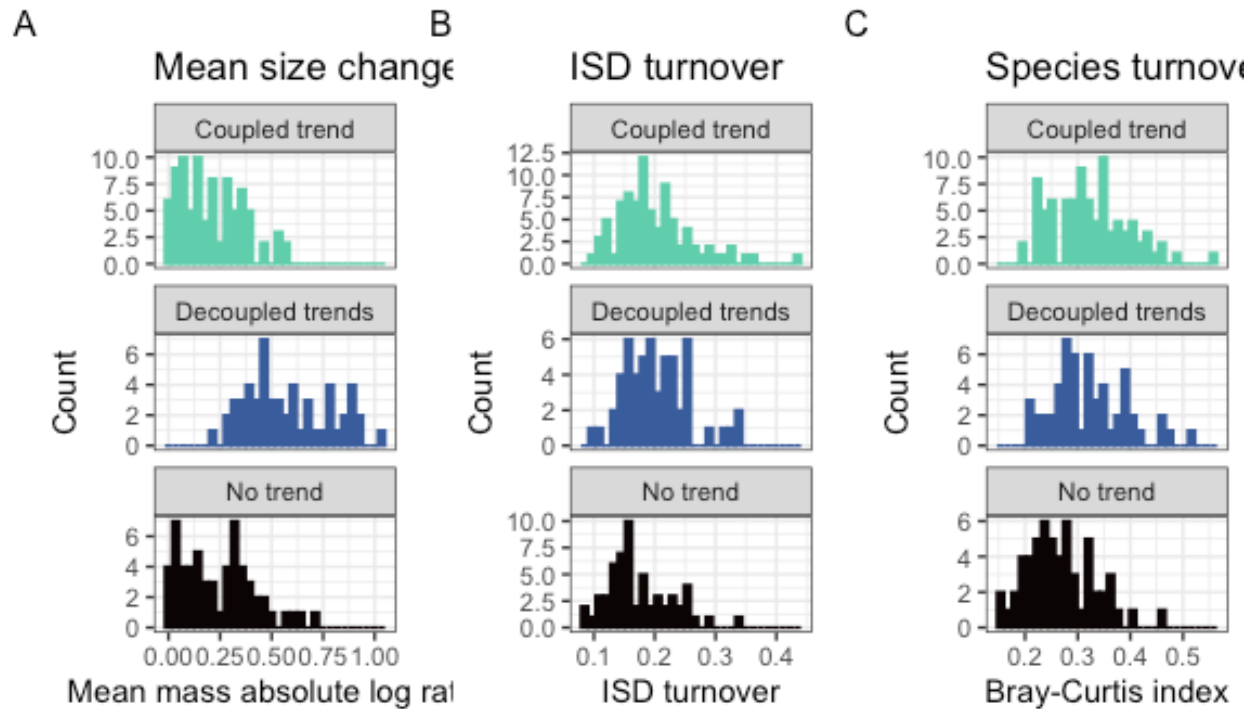 A
B
C
Mean size change
ISD turnover
Species turnove
Coupled trend
Coupled trend
Coupled trend
10.0
7.5
5.0
2.5
0.0
12.5
10.0
7.5
5.0
2.5
0.0
10.0
7.5
5.0
2.5
0.0
Decoupled trends
Decoupled trends
Decoupled trends
6
4
2
0
6
4
2
0
6
4
2
0
Count
Count
Count
No trend
No trend
No trend
6
4
2
0
10.0
7.5
5.0
2.5
0.0
6
4
2
0
0.00 0.25 0.50 0.75 1.00
0.1 0.2 0.3 0.4
0.2 0.3 0.4 0.5
Mean mass absolute log rat
ISD turnover
Bray-Curtis index